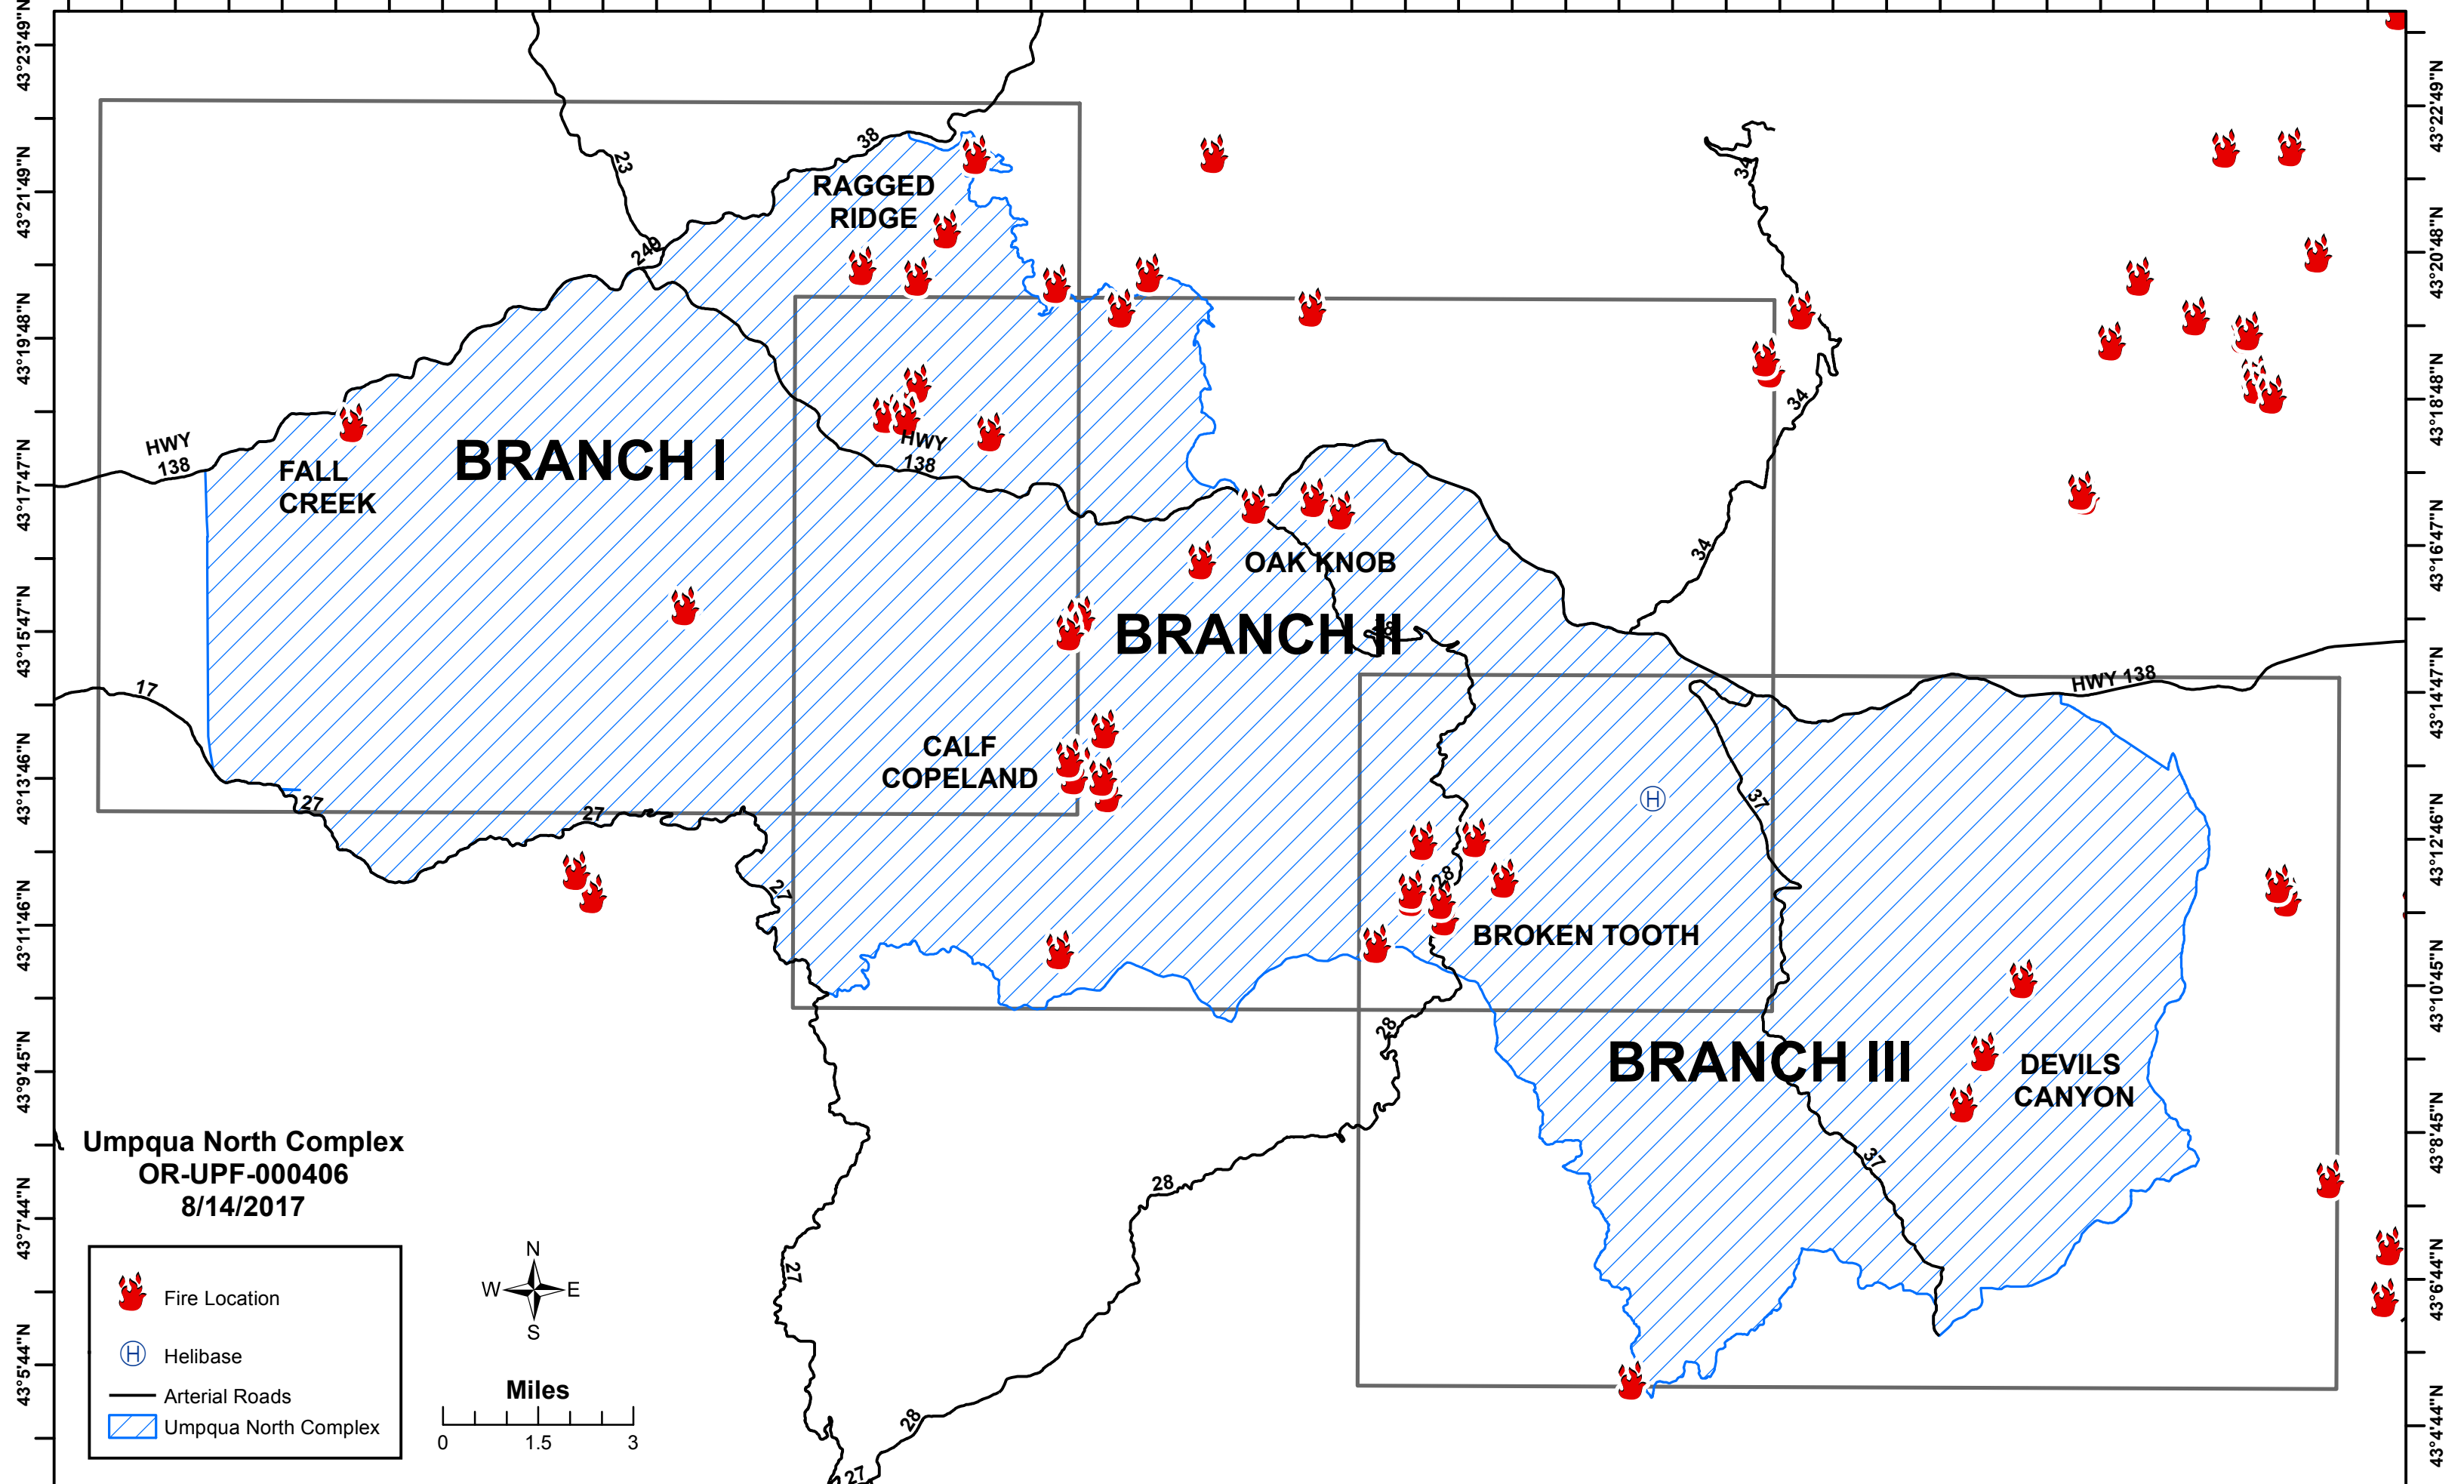 43°23'49"N
43°21'49"N
43°19'48"N
43°17'47"N
43°15'47"N
43°13'46"N
43°11'46"N
43°9'45"N
43°7'44"N
43°5'44"N
43°22'49"N
43°20'48"N
43°18'48"N
43°16'47"N
43°14'47"N
43°12'46"N
43°10'45"N
43°8'45"N
43°6'44"N
43°4'44"N
23
38
249
RAGGED
RIDGE
34
34
34
HWY
138
FALL
CREEK
BRANCH I
HWY
138
OAK KNOB
BRANCH II
17
HWY 138
CALF
COPELAND
27
27
27
H
37
28
BROKEN TOOTH
28
BRANCH III
DEVILS
CANYON
37
28
27
28
27
Umpqua North Complex
OR-UPF-000406
8/14/2017
Fire Location
H Helibase
Arterial Roads
Umpqua North Complex
N
W E
S
Miles
0 1.5 3